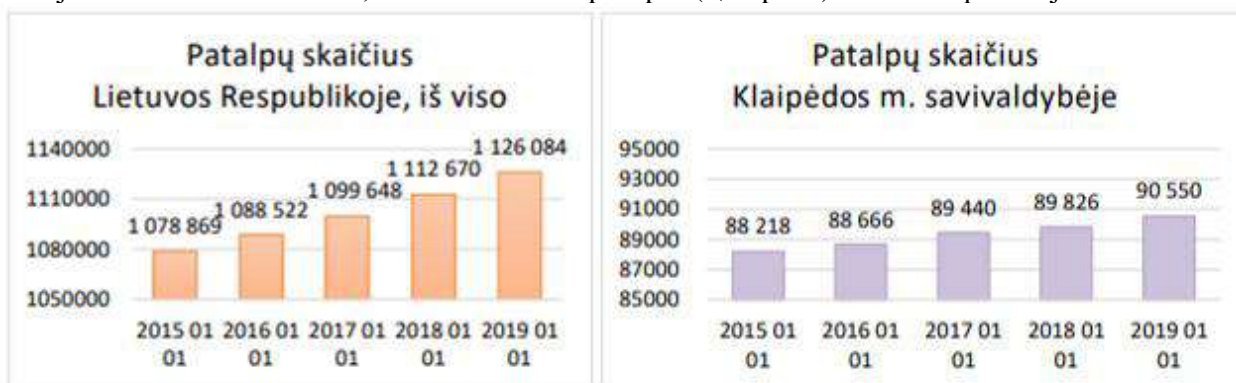 Patalpų skaičius
Lietuvos Respublikoje, iš viso
1140000
1110000
1080000
1050000
1 078 869
1 088 522
1 099 648
1 112 670
1 126 084
2015 01 2016 01 2017 01 2018 01 2019 01
01 01 01 01 01
Patalpų skaičius
Klaipėdos m. savivaldybėje
95000
93000
91000
89000
87000
85000
88 218
88 666
89 440
89 826
90 550
2015 01 2016 01 2017 01 2018 01 2019 01
01 01 01 01 01